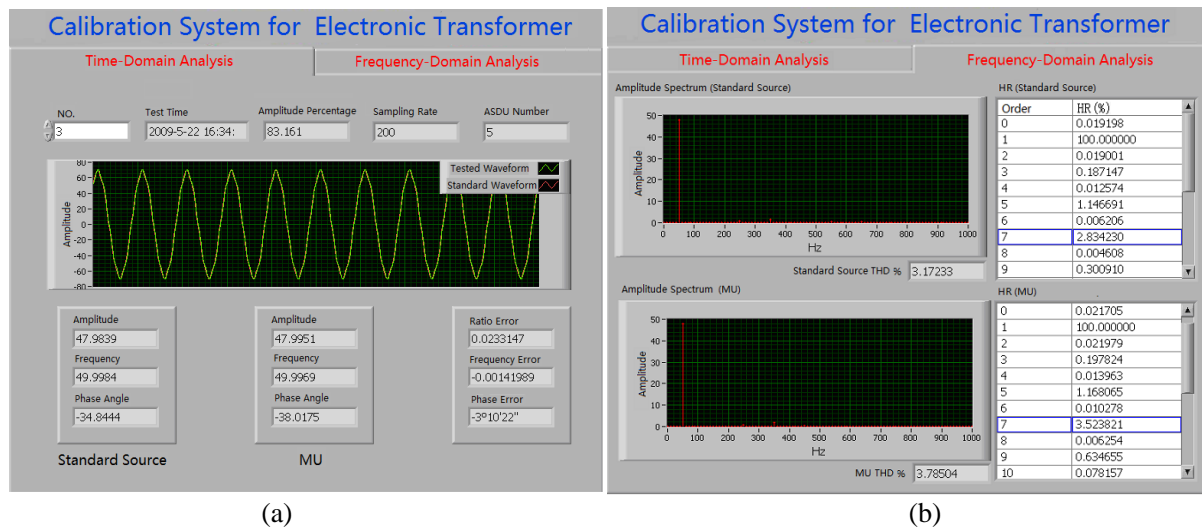 Calibration System for Electronic Transformer
Time-Domain Analysis
Frequency-Domain Analysis
NO.
Test Time
Amplitude Percentage
Sampling Rate
ASDU Number
3
2009-5-22 16:34:
83.161
200
5
Tested Waveform
Standard Waveform
Amplitude
80
60
40
20
0
-20
-40
-60
-80
Amplitude
47.9839
Frequency
49.9984
Phase Angle
-34.8444
Standard Source
Amplitude
47.9951
Frequency
49.9969
Phase Angle
-38.0175
MU
Ratio Error
0.0233147
Frequency Error
-0.00141989
Phase Error
-3º10'22"
(a)
Calibration System for Electronic Transformer
Time-Domain Analysis
Frequency-Domain Analysis
Amplitude Spectrum (Standard Source)
Amplitude
50
40
30
20
10
0
0 100 200 300 400 500 600 700 800 900 1000
Hz
Standard Source THD % 3.17233
HR (Standard Source)
Order HR (%)
0 0.019198
1 100.000000
2 0.019001
3 0.187147
4 0.012574
5 1.146691
6 0.006206
7 2.834230
8 0.004608
9 0.300910
Amplitude Spectrum (MU)
Amplitude
50
40
30
20
10
0
0 100 200 300 400 500 600 700 800 900 1000
Hz
MU THD % 3.78504
HR (MU)
0 0.021705
1 100.000000
2 0.021979
3 0.197824
4 0.013963
5 1.168065
6 0.010278
7 3.523821
8 0.006254
9 0.634655
10 0.078157
(b)